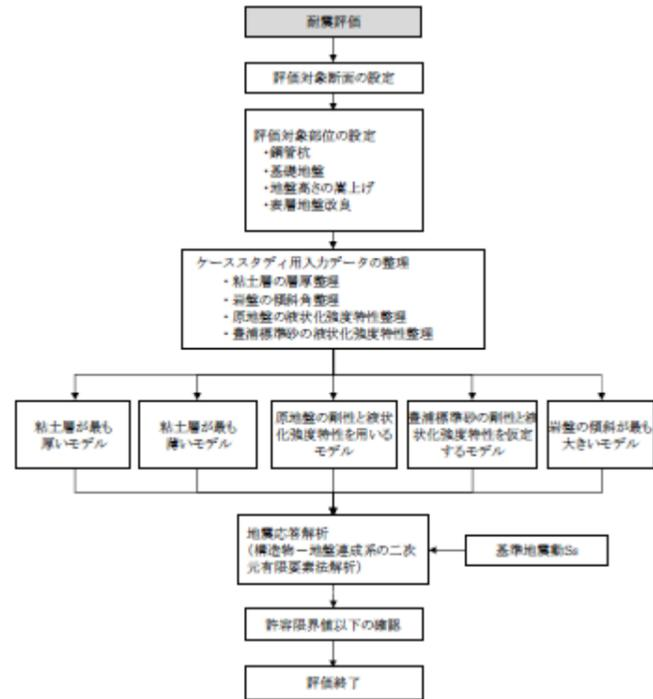 耐震評価
評価対象断面の設定
評価対象部位の設定
・鋼管杭
・基礎地盤
・地盤高さの嵩上げ
・表層地盤改良
ケーススタディ用入力データの整理
・粘土層の層厚整理
・岩盤の傾斜角整理
・原地盤の液状化強度特性整理
・豊浦標準砂の液状化強度特性整理
粘土層が最も
厚いモデル
粘土層が最も
薄いモデル
原地盤の剛性と液状
化強度特性を用いる
モデル
豊浦標準砂の剛性と液
状化強度特性を仮定
するモデル
岩盤の傾斜が最も
大きいモデル
地震応答解析
(構造物－地盤連成系の二次
元有限要素法解析)
基準地震動Ss
許容限界値以下の確認
評価終了